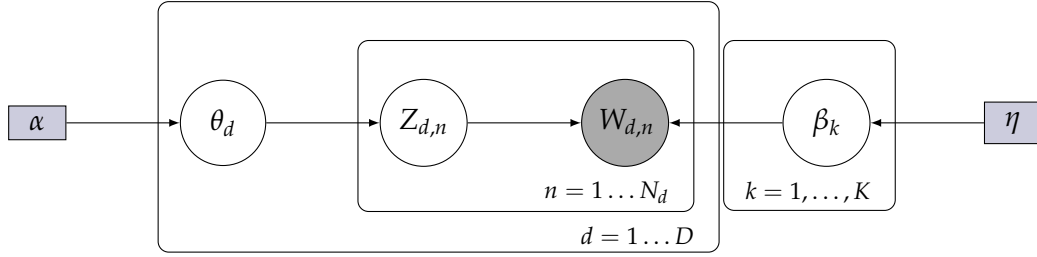 α
θ_d
Z_{d,n}
W_{d,n}
β_k
η
n = 1 … N_d
k = 1, … , K
d = 1 … D